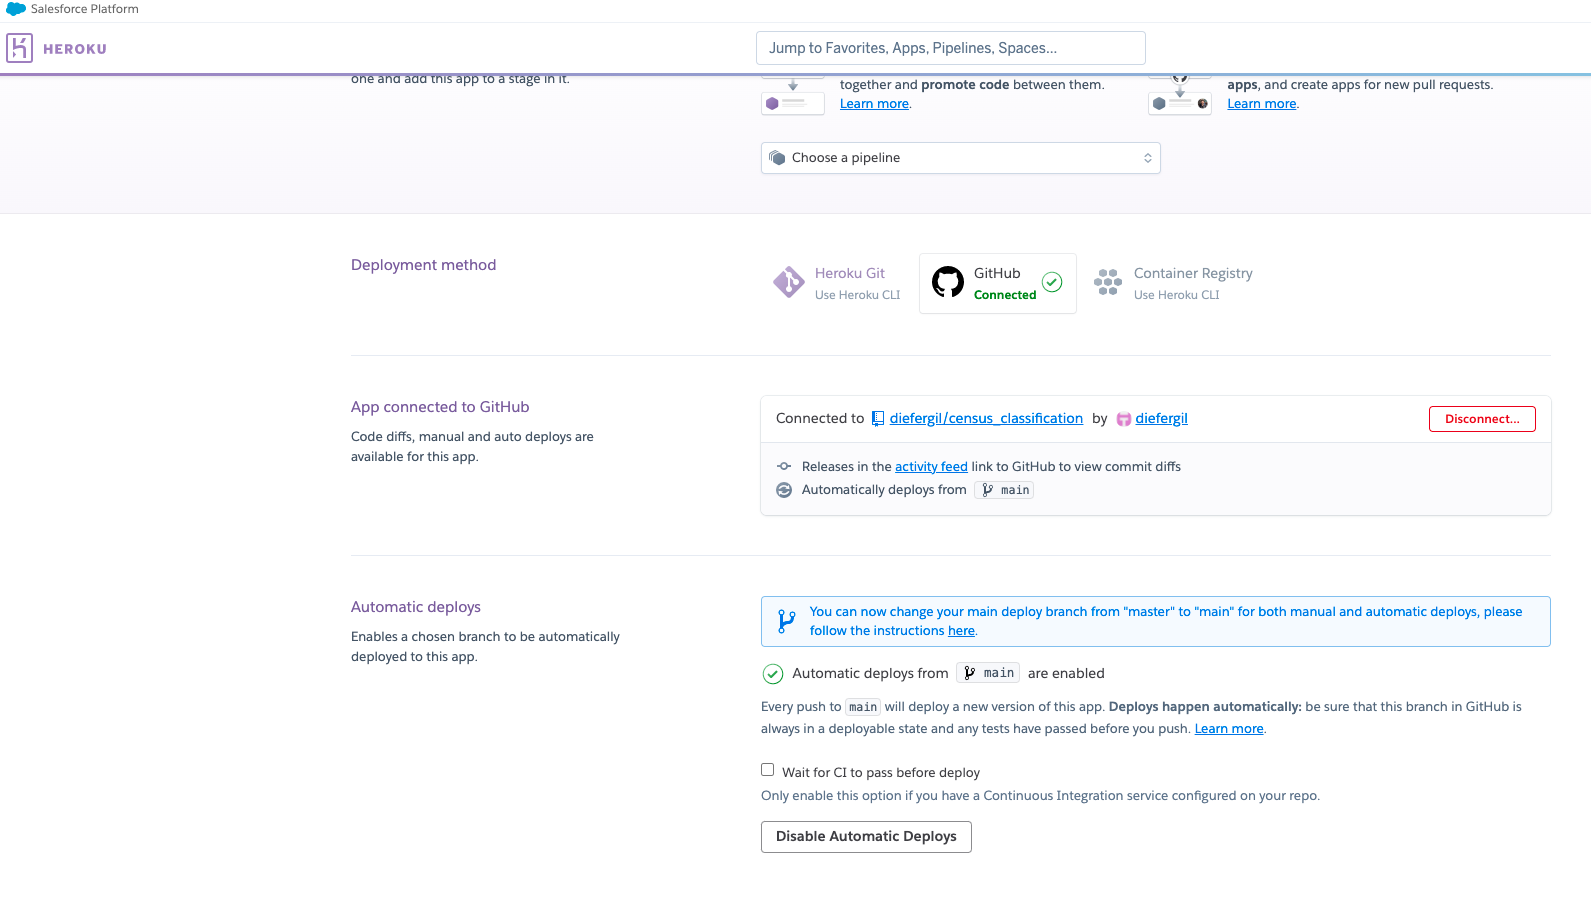 Salesforce Platform
HEROKU
Jump to Favorites, Apps, Pipelines, Spaces...
one and add this app to a stage in it.
together and promote code between them.
Learn more.
apps, and create apps for new pull requests.
Learn more.
Choose a pipeline
Deployment method
Heroku Git
Use Heroku CLI
GitHub
Connected
Container Registry
Use Heroku CLI
App connected to GitHub
Code diffs, manual and auto deploys are
available for this app.
Connected to diefergil/census_classification by diefergil
Disconnect...
Releases in the activity feed link to GitHub to view commit diffs
Automatically deploys from main
Automatic deploys
Enables a chosen branch to be automatically
deployed to this app.
You can now change your main deploy branch from "master" to "main" for both manual and automatic deploys, please
follow the instructions here.
Automatic deploys from main are enabled
Every push to main will deploy a new version of this app. Deploys happen automatically: be sure that this branch in GitHub is
always in a deployable state and any tests have passed before you push. Learn more.
Wait for CI to pass before deploy
Only enable this option if you have a Continuous Integration service configured on your repo.
Disable Automatic Deploys